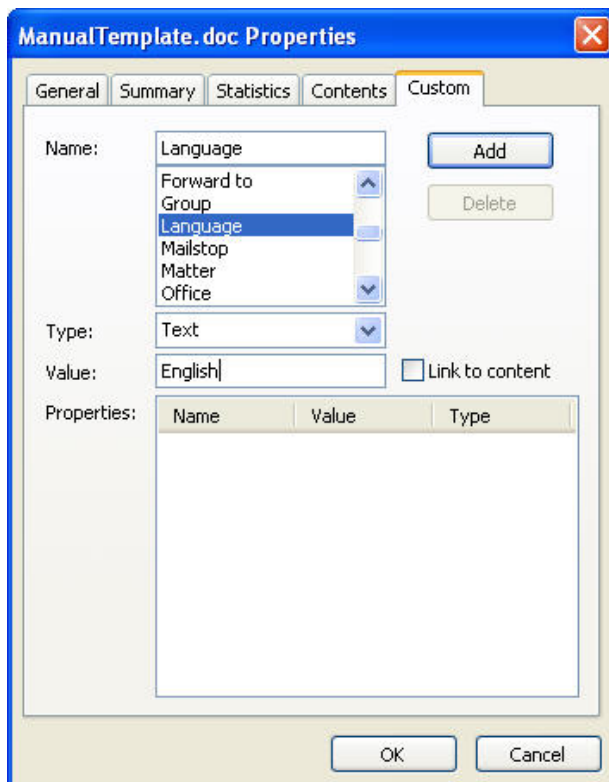 ManualTemplate.doc Properties
General Summary Statistics Contents Custom
Name: Language Add
Forward to
Group Delete
Language
Mailstop
Matter
Office
Type: Text
Value: English Link to content
Properties: Name Value Type
OK Cancel